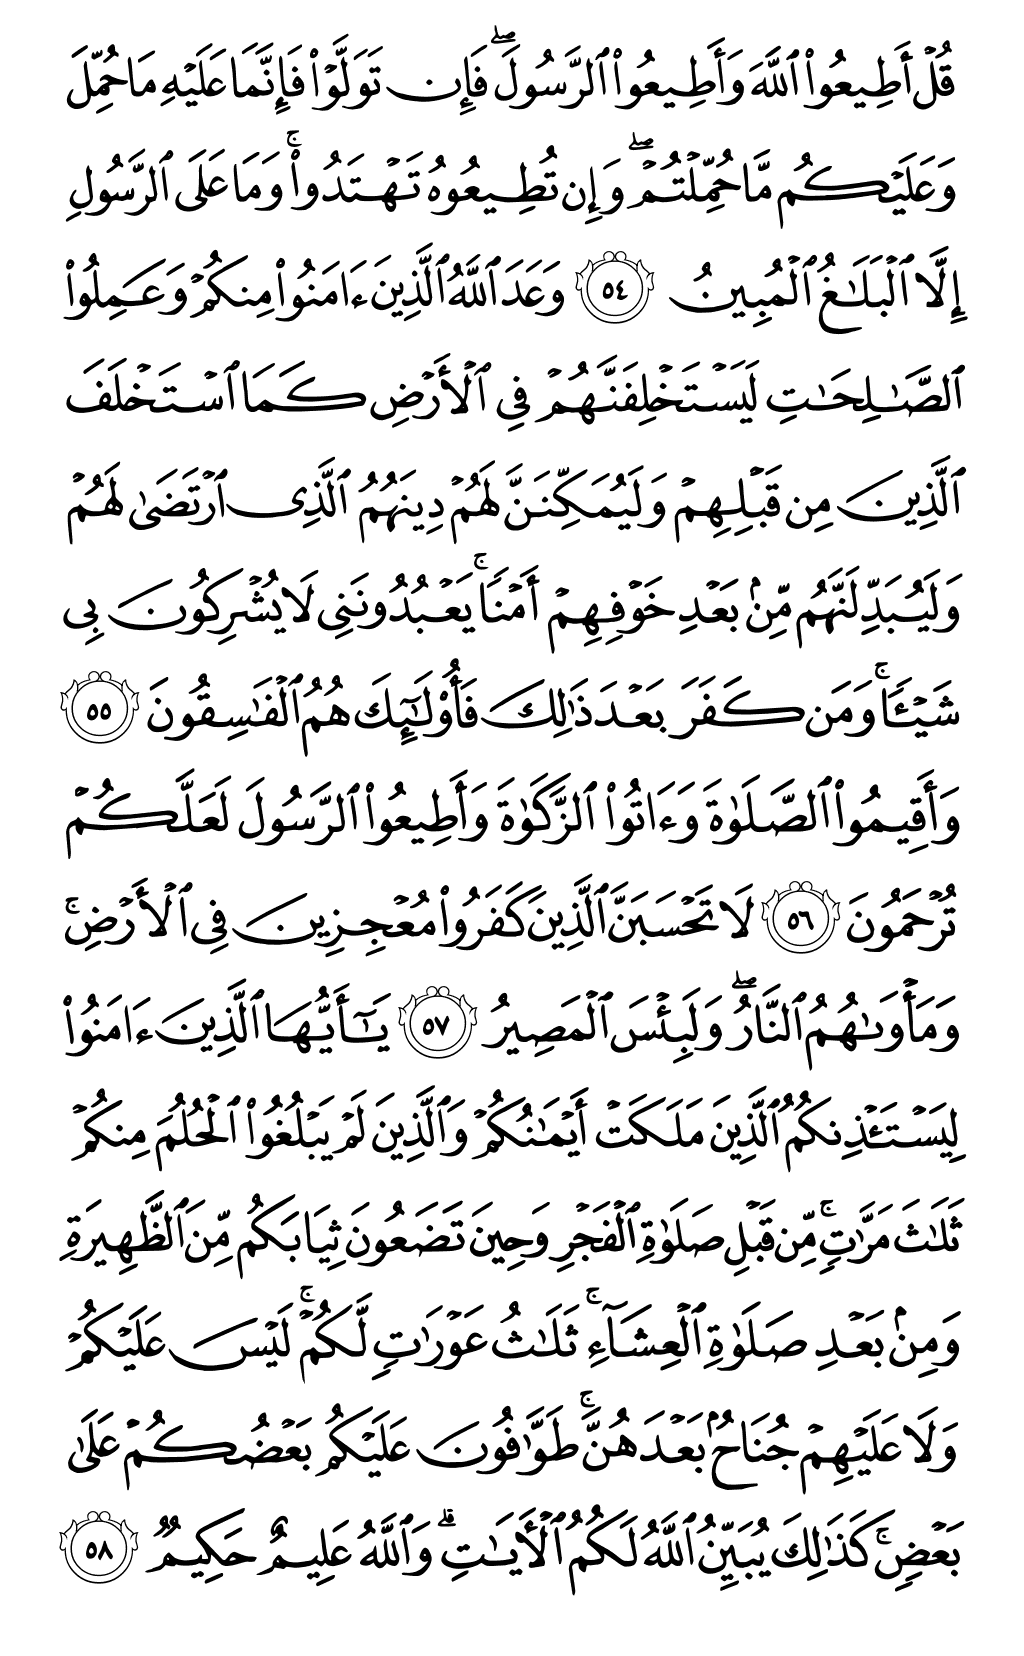 قُلْ أَطِيعُوا۟ ٱللَّهَ وَأَطِيعُوا۟ ٱلرَّسُولَ ۖ فَإِن تَوَلَّوْا۟ فَإِنَّمَا عَلَيْهِ مَا حُمِّلَ
وَعَلَيْكُم مَّا حُمِّلْتُمْ ۖ وَإِن تُطِيعُوهُ تَهْتَدُوا۟ ۚ وَمَا عَلَى ٱلرَّسُولِ
إِلَّا ٱلْبَلَـٰغُ ٱلْمُبِينُ ٥٤ وَعَدَ ٱللَّهُ ٱلَّذِينَ ءَامَنُوا۟ مِنكُمْ وَعَمِلُوا۟
ٱلصَّـٰلِحَـٰتِ لَيَسْتَخْلِفَنَّهُمْ فِى ٱلْأَرْضِ كَمَا ٱسْتَخْلَفَ
ٱلَّذِينَ مِن قَبْلِهِمْ وَلَيُمَكِّنَنَّ لَهُمْ دِينَهُمُ ٱلَّذِى ٱرْتَضَىٰ لَهُمْ
وَلَيُبَدِّلَنَّهُم مِّنۢ بَعْدِ خَوْفِهِمْ أَمْنًا ۚ يَعْبُدُونَنِى لَا يُشْرِكُونَ بِى
شَيْـًٔا ۚ وَمَن كَفَرَ بَعْدَ ذَٰلِكَ فَأُو۟لَـٰٓئِكَ هُمُ ٱلْفَـٰسِقُونَ ٥٥
وَأَقِيمُوا۟ ٱلصَّلَوٰةَ وَءَاتُوا۟ ٱلزَّكَوٰةَ وَأَطِيعُوا۟ ٱلرَّسُولَ لَعَلَّكُمْ
تُرْحَمُونَ ٥٦ لَا تَحْسَبَنَّ ٱلَّذِينَ كَفَرُوا۟ مُعْجِزِينَ فِى ٱلْأَرْضِ ۚ
وَمَأْوَىٰهُمُ ٱلنَّارُ ۖ وَلَبِئْسَ ٱلْمَصِيرُ ٥٧ يَـٰٓأَيُّهَا ٱلَّذِينَ ءَامَنُوا۟
لِيَسْتَـْٔذِنكُمُ ٱلَّذِينَ مَلَكَتْ أَيْمَـٰنُكُمْ وَٱلَّذِينَ لَمْ يَبْلُغُوا۟ ٱلْحُلُمَ مِنكُمْ
ثَلَـٰثَ مَرَّٰتٍ ۚ مِّن قَبْلِ صَلَوٰةِ ٱلْفَجْرِ وَحِينَ تَضَعُونَ ثِيَابَكُم مِّنَ ٱلظَّهِيرَةِ
وَمِنۢ بَعْدِ صَلَوٰةِ ٱلْعِشَآءِ ۚ ثَلَـٰثُ عَوْرَٰتٍ لَّكُمْ ۚ لَيْسَ عَلَيْكُمْ
وَلَا عَلَيْهِمْ جُنَاحٌۢ بَعْدَهُنَّ ۚ طَوَّٰفُونَ عَلَيْكُم بَعْضُكُمْ عَلَىٰ
بَعْضٍ ۚ كَذَٰلِكَ يُبَيِّنُ ٱللَّهُ لَكُمُ ٱلْـَٔايَـٰتِ ۗ وَٱللَّهُ عَلِيمٌ حَكِيمٌ ٥٨